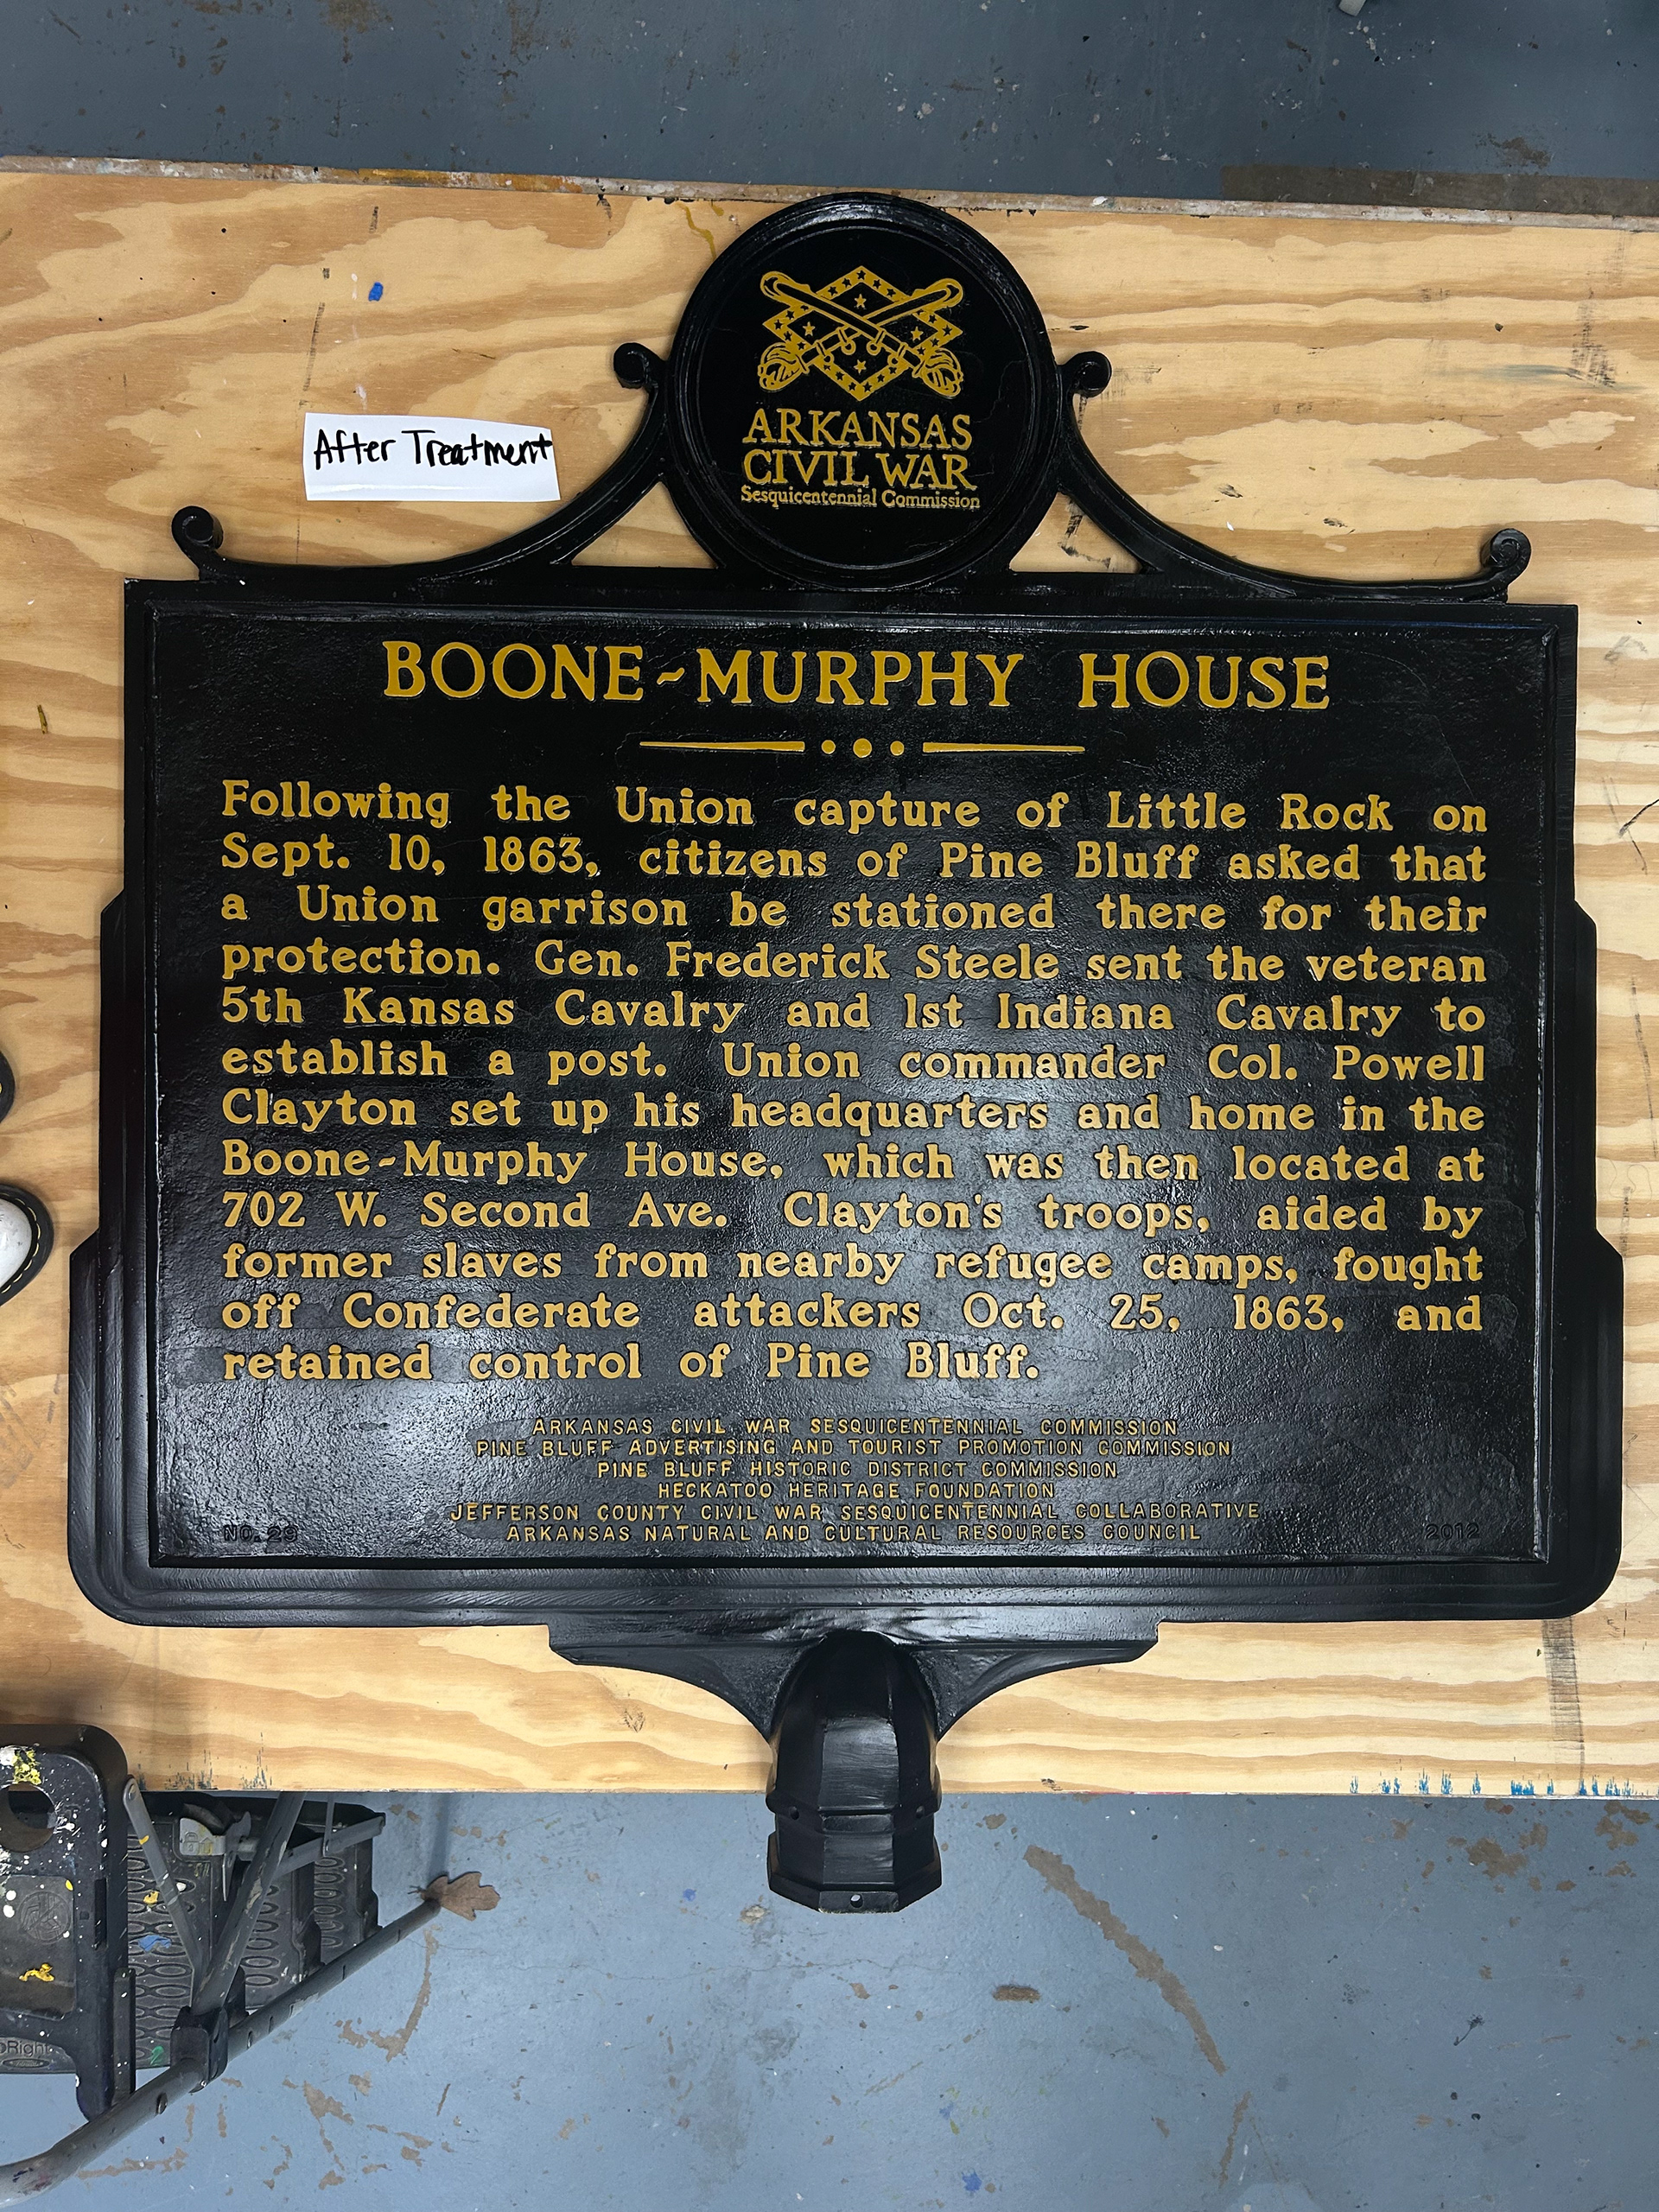 After Treatment
ARKANSAS
CIVIL WAR
Sesquicentennial Commission
BOONE-MURPHY HOUSE
Following the Union capture of Little Rock on
Sept. 10, 1863, citizens of Pine Bluff asked that
a Union garrison be stationed there for their
protection. Gen. Frederick Steele sent the veteran
5th Kansas Cavalry and 1st Indiana Cavalry to
establish a post. Union commander Col. Powell
Clayton set up his headquarters and home in the
Boone-Murphy House, which was then located at
702 W. Second Ave. Clayton's troops, aided by
former slaves from nearby refugee camps, fought
off Confederate attackers Oct. 25, 1863, and
retained control of Pine Bluff.
ARKANSAS CIVIL WAR SESQUICENTENNIAL COMMISSION
PINE BLUFF ADVERTISING AND TOURIST PROMOTION COMMISSION
PINE BLUFF HISTORIC DISTRICT COMMISSION
HECKATOO HERITAGE FOUNDATION
JEFFERSON COUNTY CIVIL WAR SESQUICENTENNIAL COLLABORATIVE
ARKANSAS NATURAL AND CULTURAL RESOURCES COUNCIL
NO. 29
2012
Right